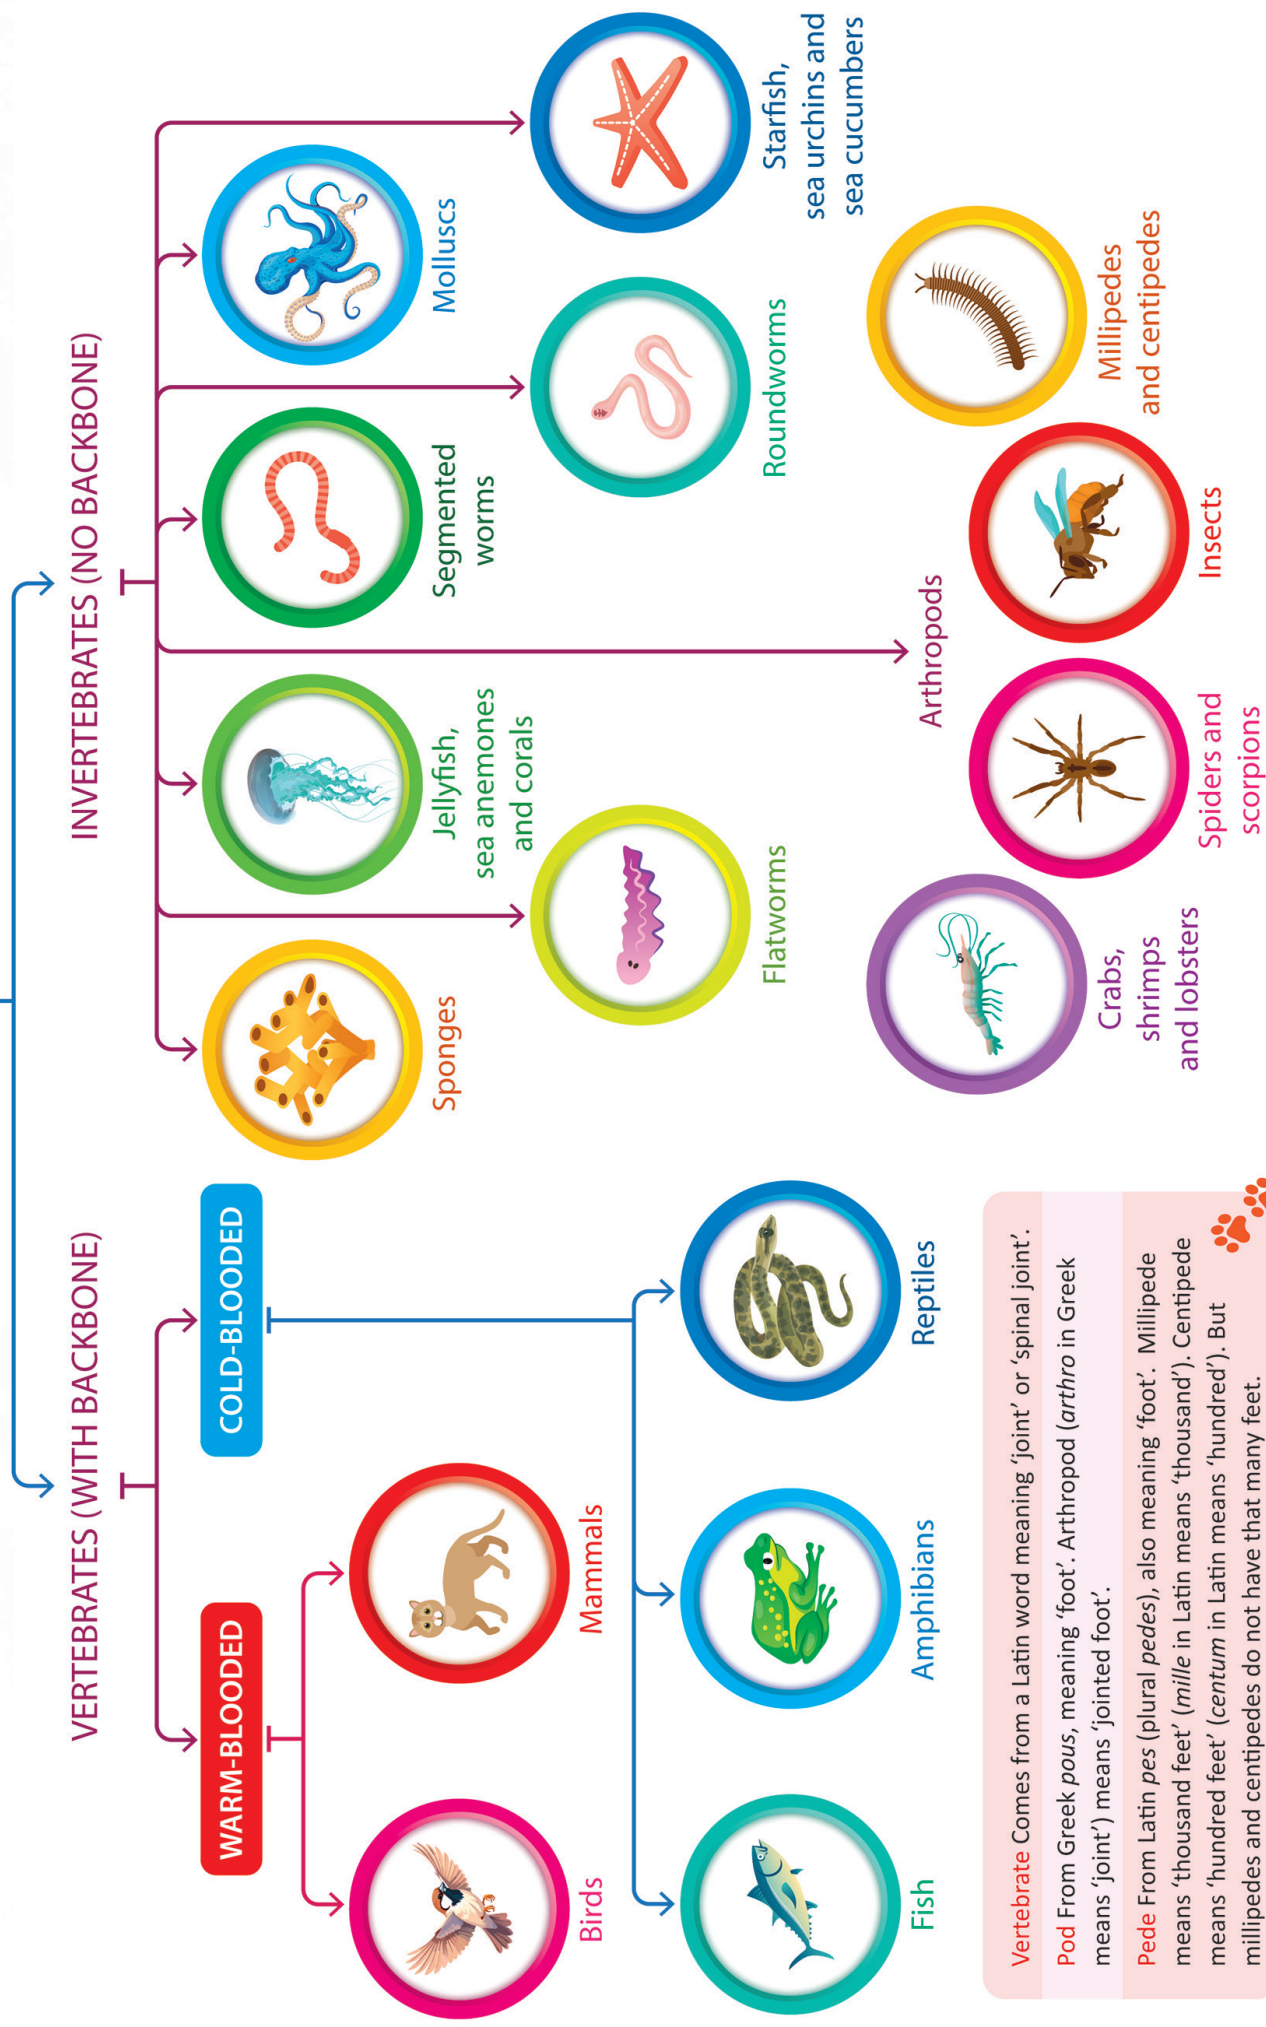 VERTEBRATES (WITH BACKBONE)
WARM-BLOODED
COLD-BLOODED
Birds
Mammals
Fish
Amphibians
Reptiles
INVERTEBRATES (NO BACKBONE)
Sponges
Jellyfish,
sea anemones
and corals
Segmented
worms
Molluscs
Flatworms
Roundworms
Starfish,
sea urchins and
sea cucumbers
Arthropods
Crabs,
shrimps
and lobsters
Spiders and
scorpions
Insects
Millipedes
and centipedes
Vertebrate Comes from a Latin word meaning ‘joint’ or ‘spinal joint’.
Pod From Greek pous, meaning ‘foot’. Arthropod (arthro in Greek
means ‘joint’) means ‘jointed foot’.
Pede From Latin pes (plural pedes), also meaning ‘foot’. Millipede
means ‘thousand feet’ (mille in Latin means ‘thousand’). Centipede
means ‘hundred feet’ (centum in Latin means ‘hundred’). But
millipedes and centipedes do not have that many feet.